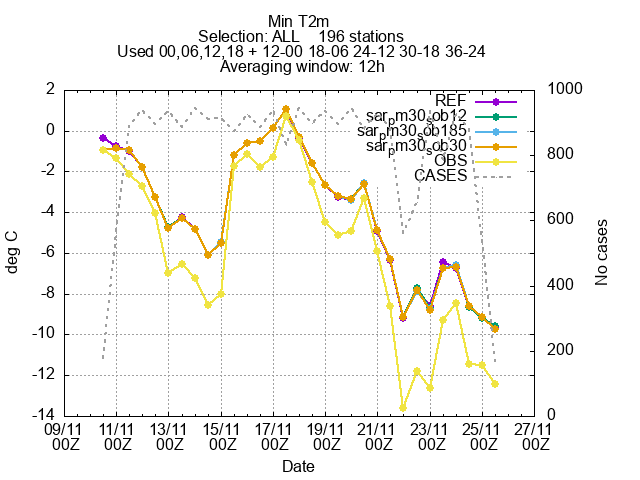 Min T2m
Selection: ALL 196 stations
Used 00,06,12,18 + 12-00 18-06 24-12 30-18 36-24
Averaging window: 12h
REF
sarpm30sob12
sarpm30sob185
sarpm30sob30
OBS
CASES
2
0
-2
-4
-6
-8
-10
-12
-14
1000
800
600
400
200
0
deg C
No cases
09/11 11/11 13/11 15/11 17/11 19/11 21/11 23/11 25/11 27/11
00Z 00Z 00Z 00Z 00Z 00Z 00Z 00Z 00Z 00Z
Date